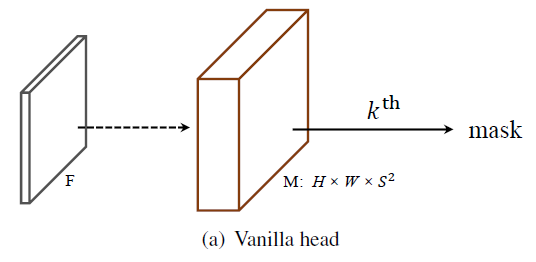 kᵗʰ
mask
F
M: H × W × S²
(a) Vanilla head